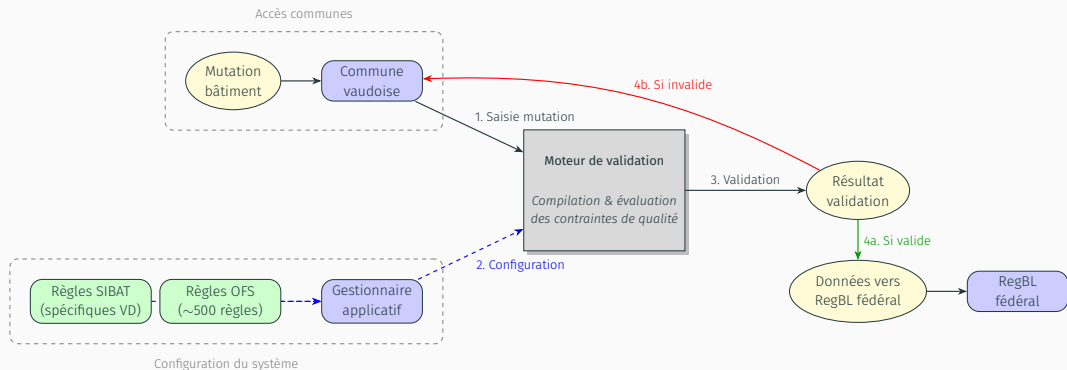 Accès communes
Mutation
bâtiment
Commune
vaudoise
4b. Si invalide
1. Saisie mutation
Moteur de validation
Compilation & évaluation
des contraintes de qualité
3. Validation
Résultat
validation
4a. Si valide
2. Configuration
Règles SIBAT
(spécifiques VD)
Règles OFS
(~500 règles)
Gestionnaire
applicatif
Données vers
RegBL fédéral
RegBL
fédéral
Configuration du système